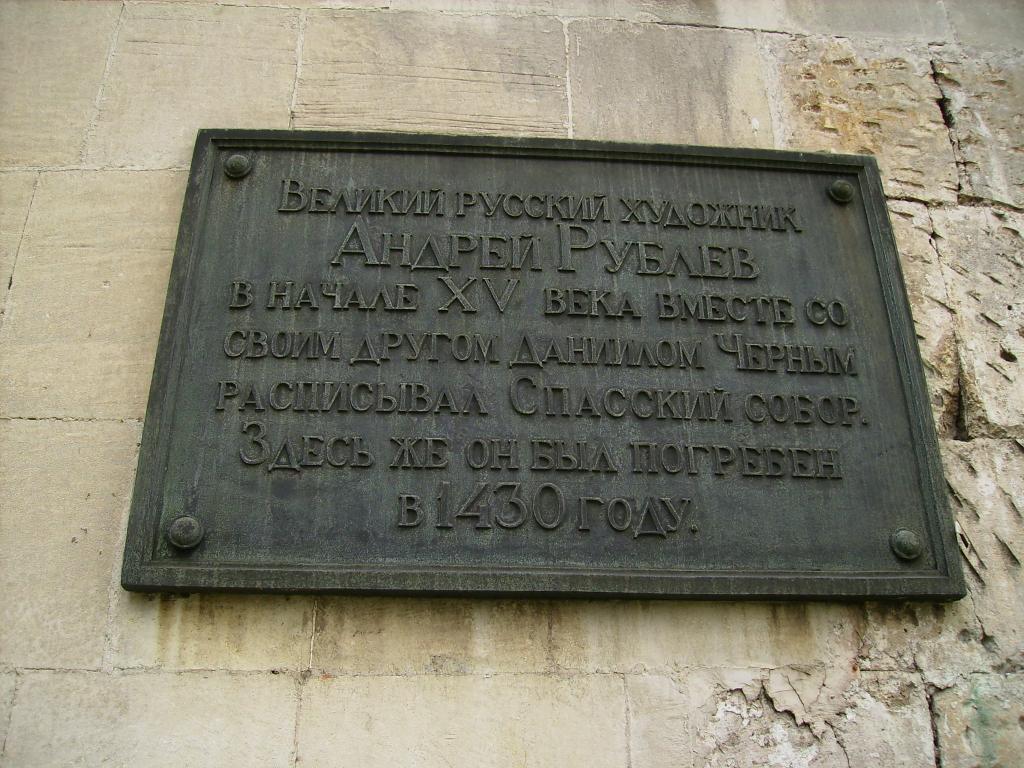 Великий русский художник
Андрей Рублев
в начале XV века вместе со
своим другом Даниилом Черным
расписывал Спасский собор.
Здесь же он был погребен
в 1430 году.